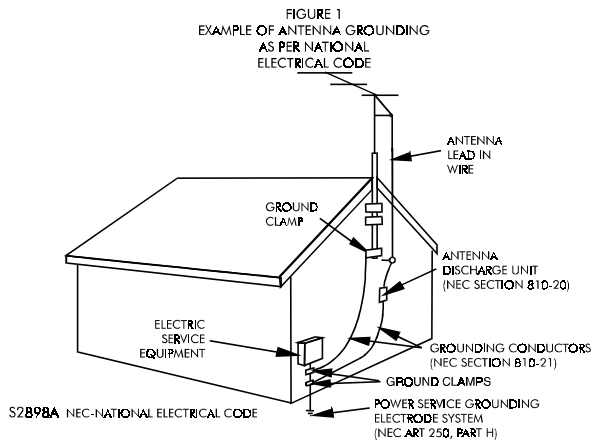 FIGURE 1
EXAMPLE OF ANTENNA GROUNDING
AS PER NATIONAL
ELECTRICAL CODE
ANTENNA
LEAD IN
WIRE
GROUND
CLAMP
ANTENNA
DISCHARGE UNIT
(NEC SECTION 810-20)
ELECTRIC
SERVICE
EQUIPMENT
GROUNDING CONDUCTORS
(NEC SECTION 810-21)
GROUND CLAMPS
POWER SERVICE GROUNDING
ELECTRODE SYSTEM
(NEC ART 250, PART H)
S2898A NEC-NATIONAL ELECTRICAL CODE